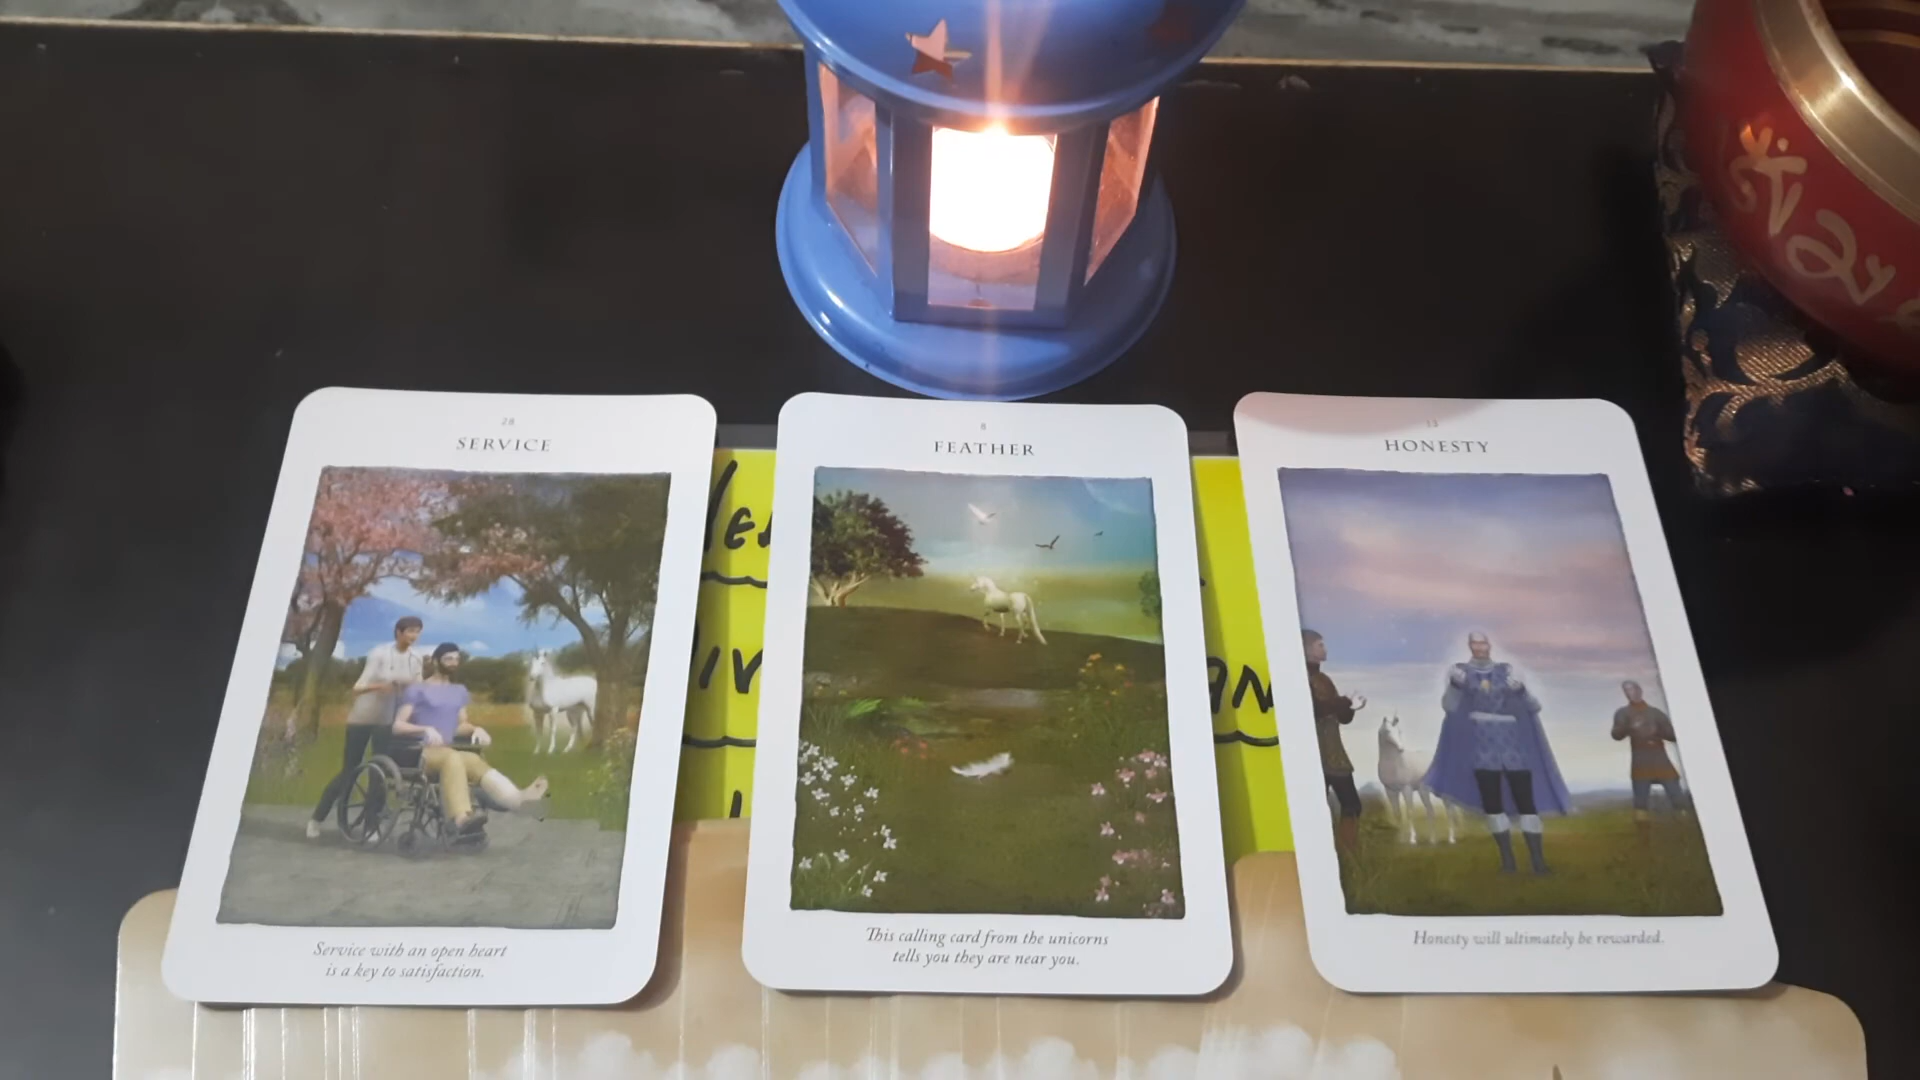 28
SERVICE
Service with an open heart
is a key to satisfaction.
8
FEATHER
This calling card from the unicorns
tells you they are near you.
13
HONESTY
Honesty will ultimately be rewarded.